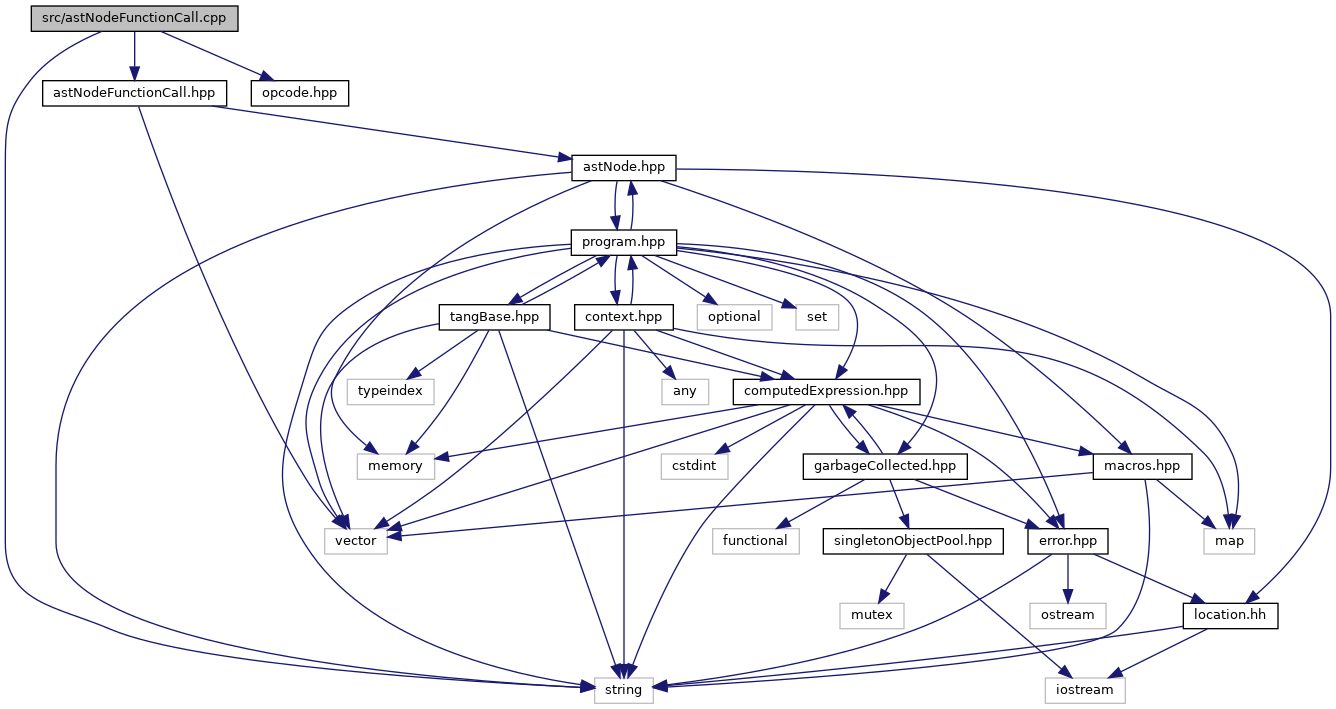 src/astNodeFunctionCall.cpp
astNodeFunctionCall.hpp
opcode.hpp
astNode.hpp
program.hpp
tangBase.hpp
context.hpp
optional
set
typeindex
any
computedExpression.hpp
memory
cstdint
garbageCollected.hpp
macros.hpp
vector
functional
singletonObjectPool.hpp
error.hpp
map
mutex
ostream
location.hh
string
iostream